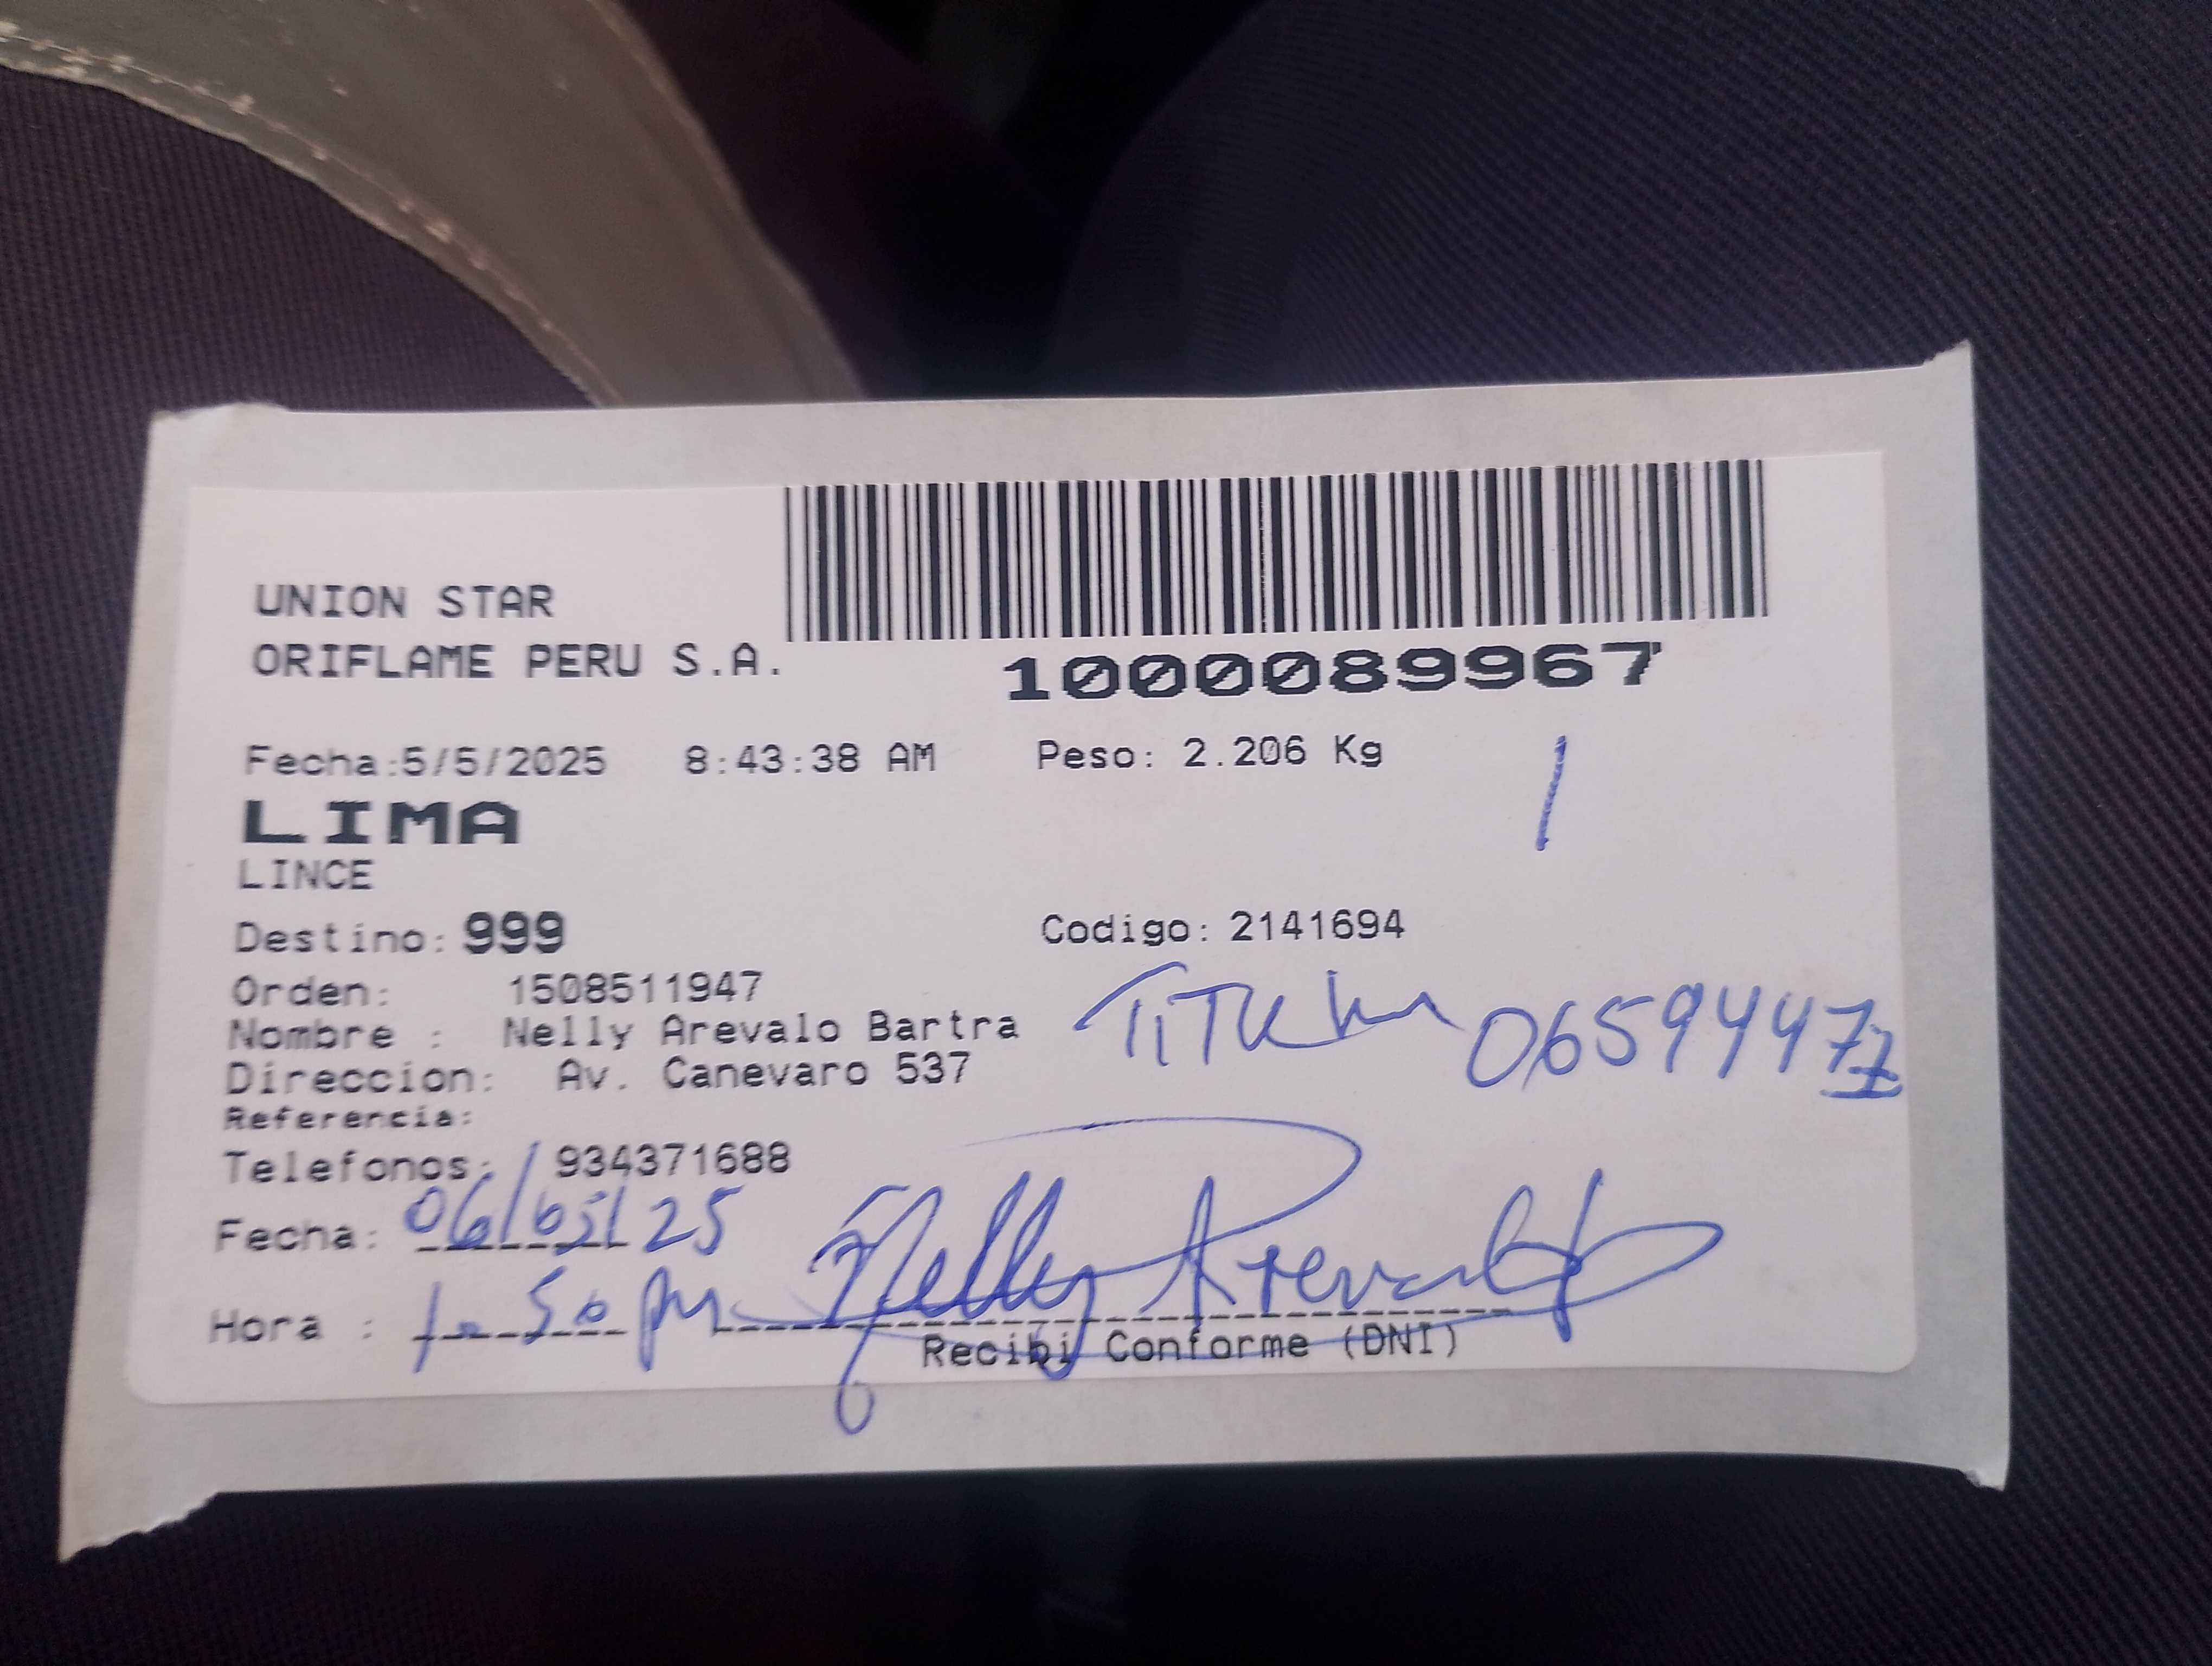 UNION STAR
ORIFLAME PERU S.A.
1000089967
Fecha:5/5/2025 8:43:38 AM Peso: 2.206 Kg
LIMA
LINCE
Destino: 999 Codigo: 2141694
Orden: 1508511947
Nombre : Nelly Arevalo Bartra
Direccion: Av. Canevaro 537
Referencia:
Telefonos: 934371688
Fecha: 06/05/25
Hora : 1:50 pm Nelly Arevalo
Recibi Conforme (DNI)